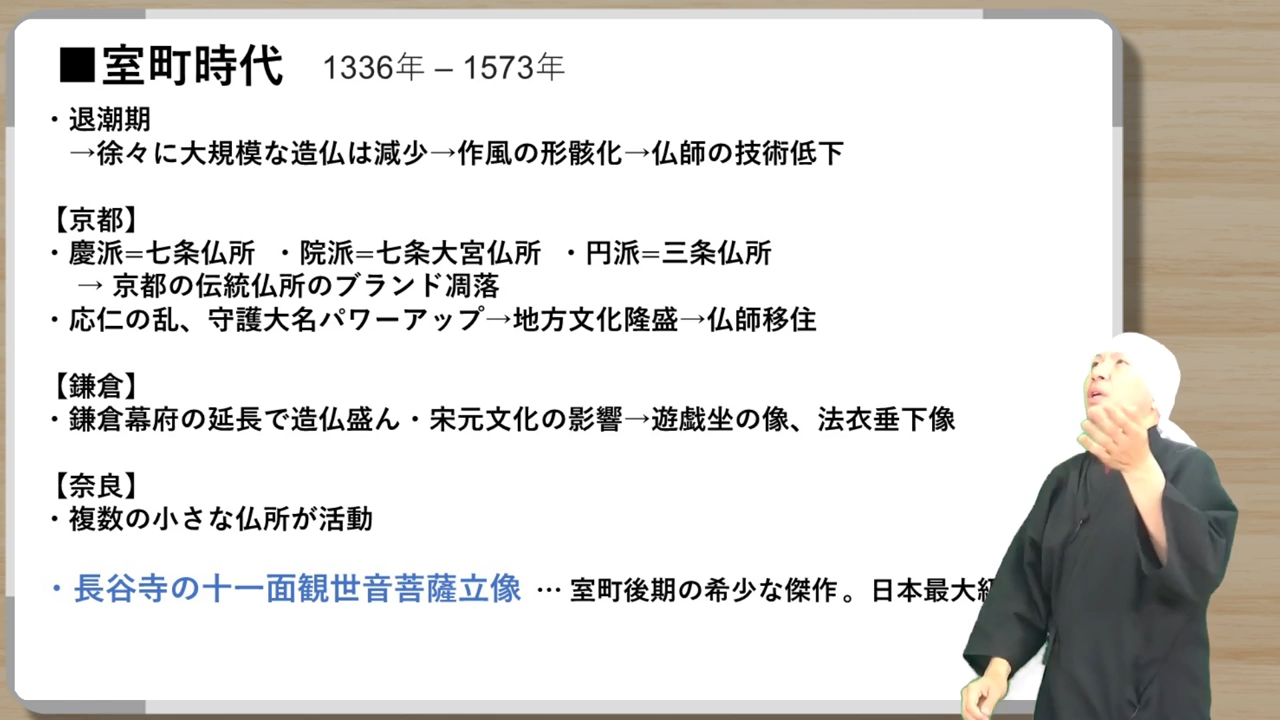 ■室町時代 1336年 – 1573年
・退潮期
→徐々に大規模な造仏は減少→作風の形骸化→仏師の技術低下
【京都】
・慶派=七条仏所 ・院派=七条大宮仏所 ・円派=三条仏所
→ 京都の伝統仏所のブランド凋落
・応仁の乱、守護大名パワーアップ→地方文化隆盛→仏師移住
【鎌倉】
・鎌倉幕府の延長で造仏盛ん・宋元文化の影響→遊戯坐の像、法衣垂下像
【奈良】
・複数の小さな仏所が活動
・長谷寺の十一面観世音菩薩立像 … 室町後期の希少な傑作。日本最大